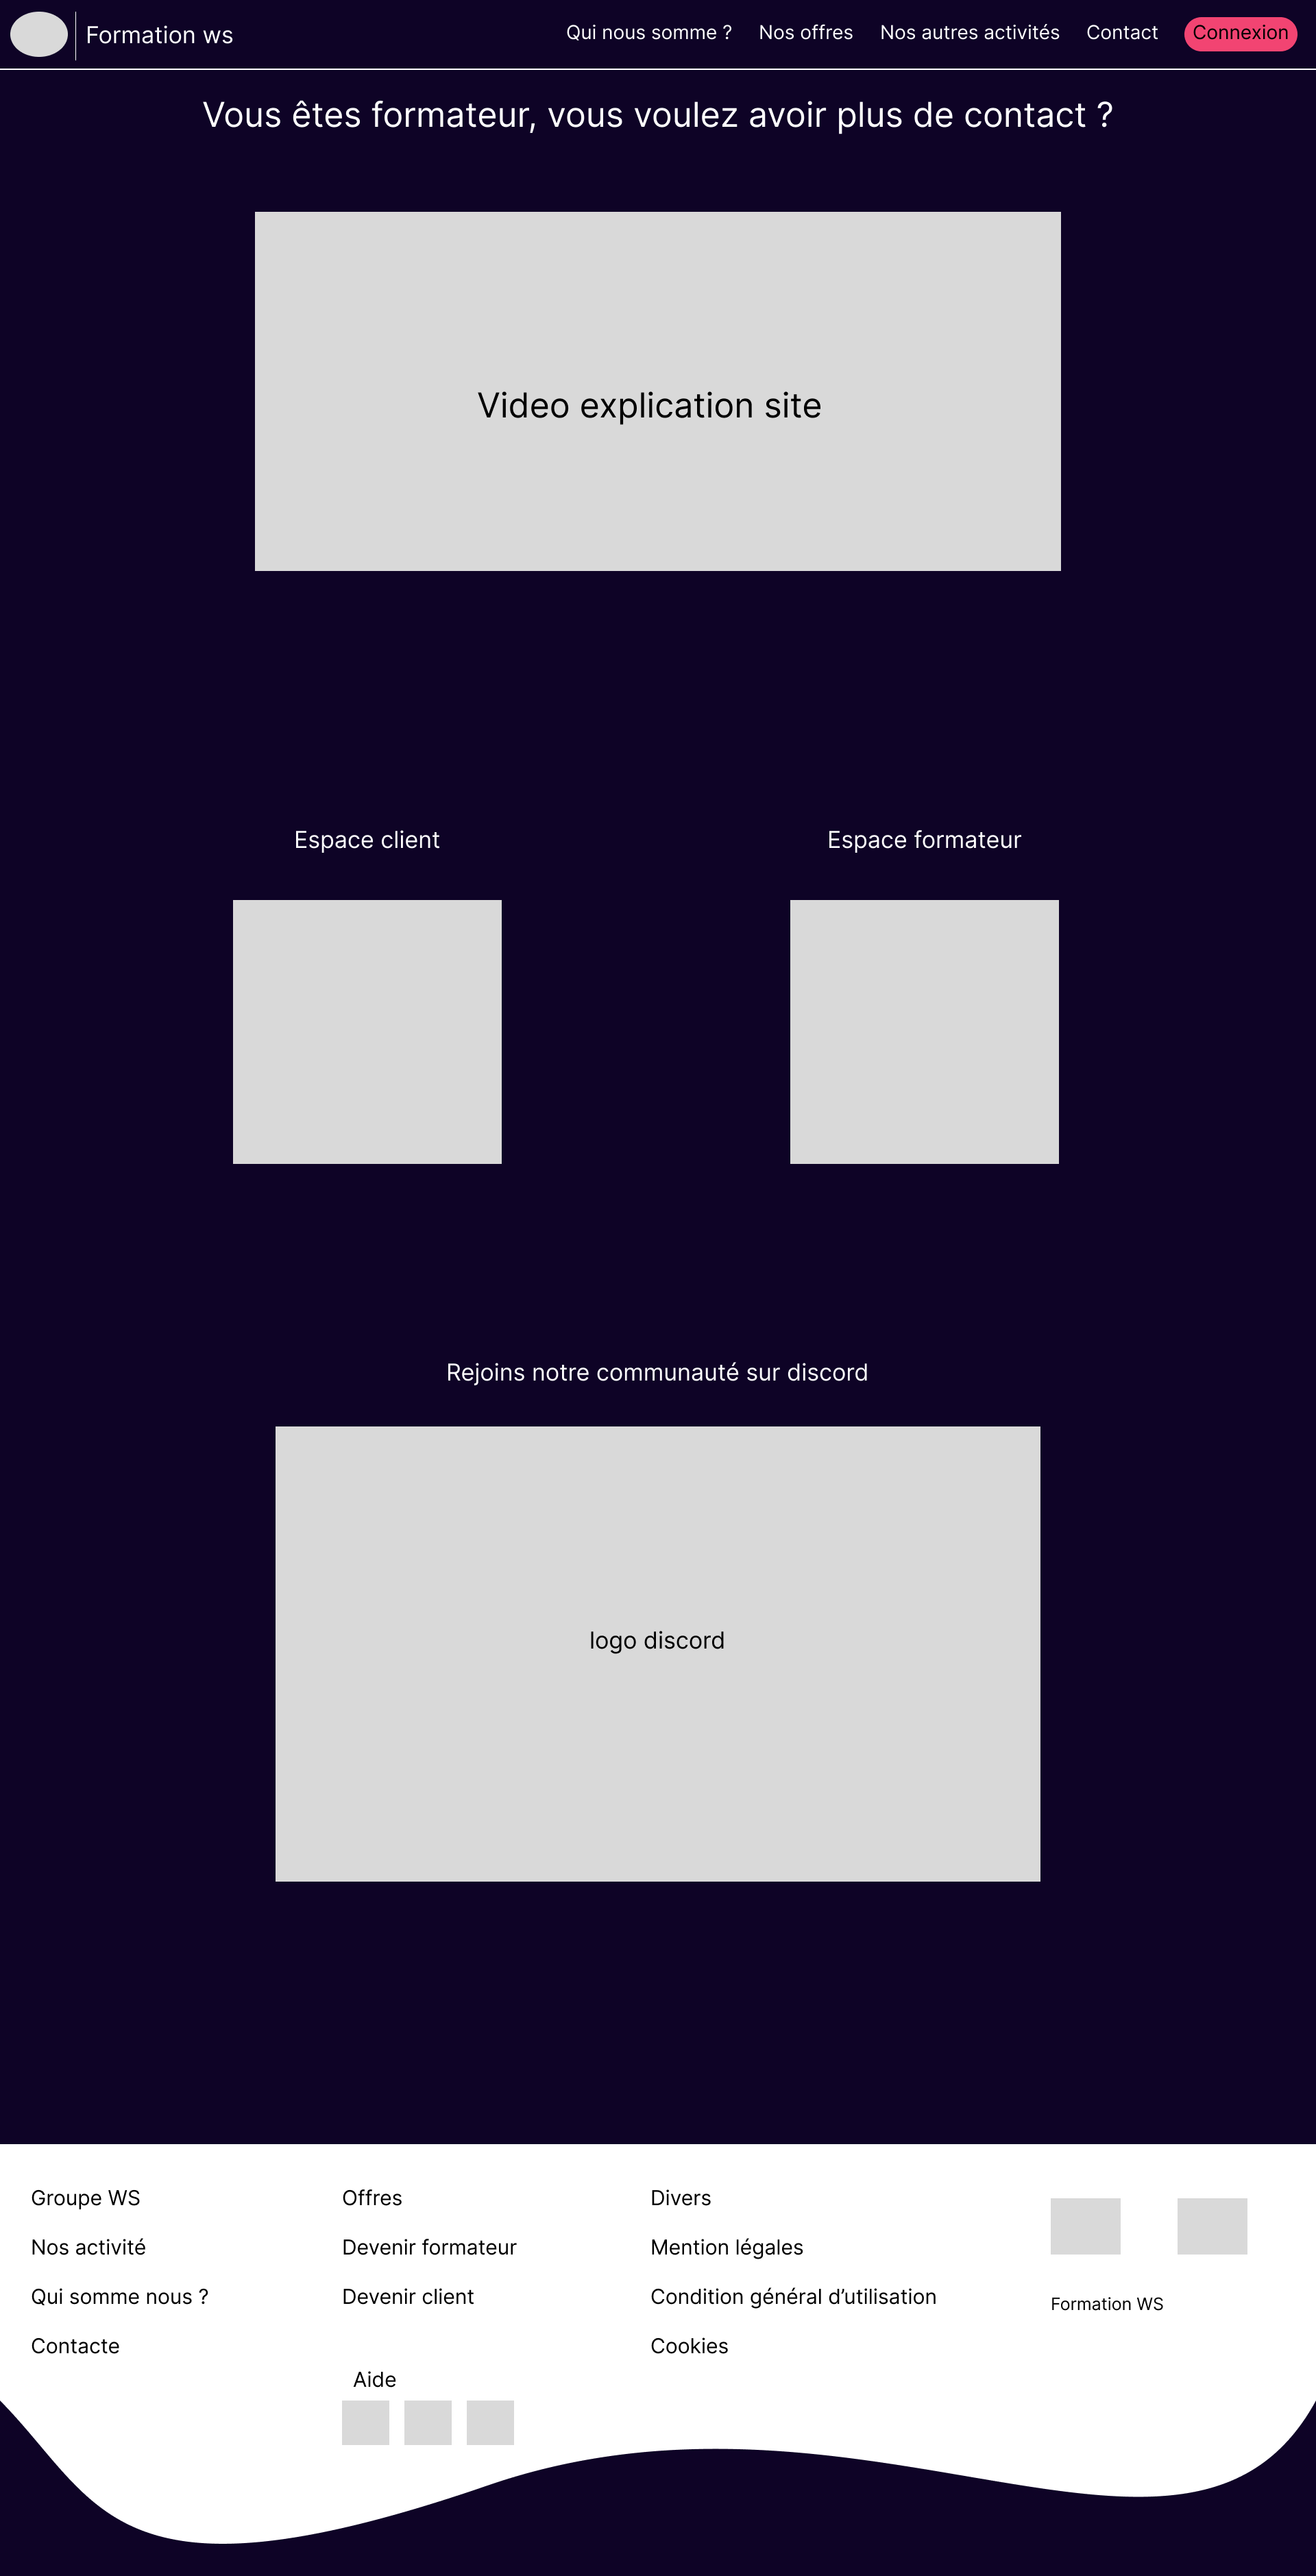 Formation ws
Qui nous somme ?
Nos offres
Nos autres activités
Contact
Connexion
Vous êtes formateur, vous voulez avoir plus de contact ?
Video explication site
Espace client
Espace formateur
Rejoins notre communauté sur discord
logo discord
Groupe WS
Nos activité
Qui somme nous ?
Contacte
Offres
Devenir formateur
Devenir client
Aide
Divers
Mention légales
Condition général d’utilisation
Cookies
Formation WS